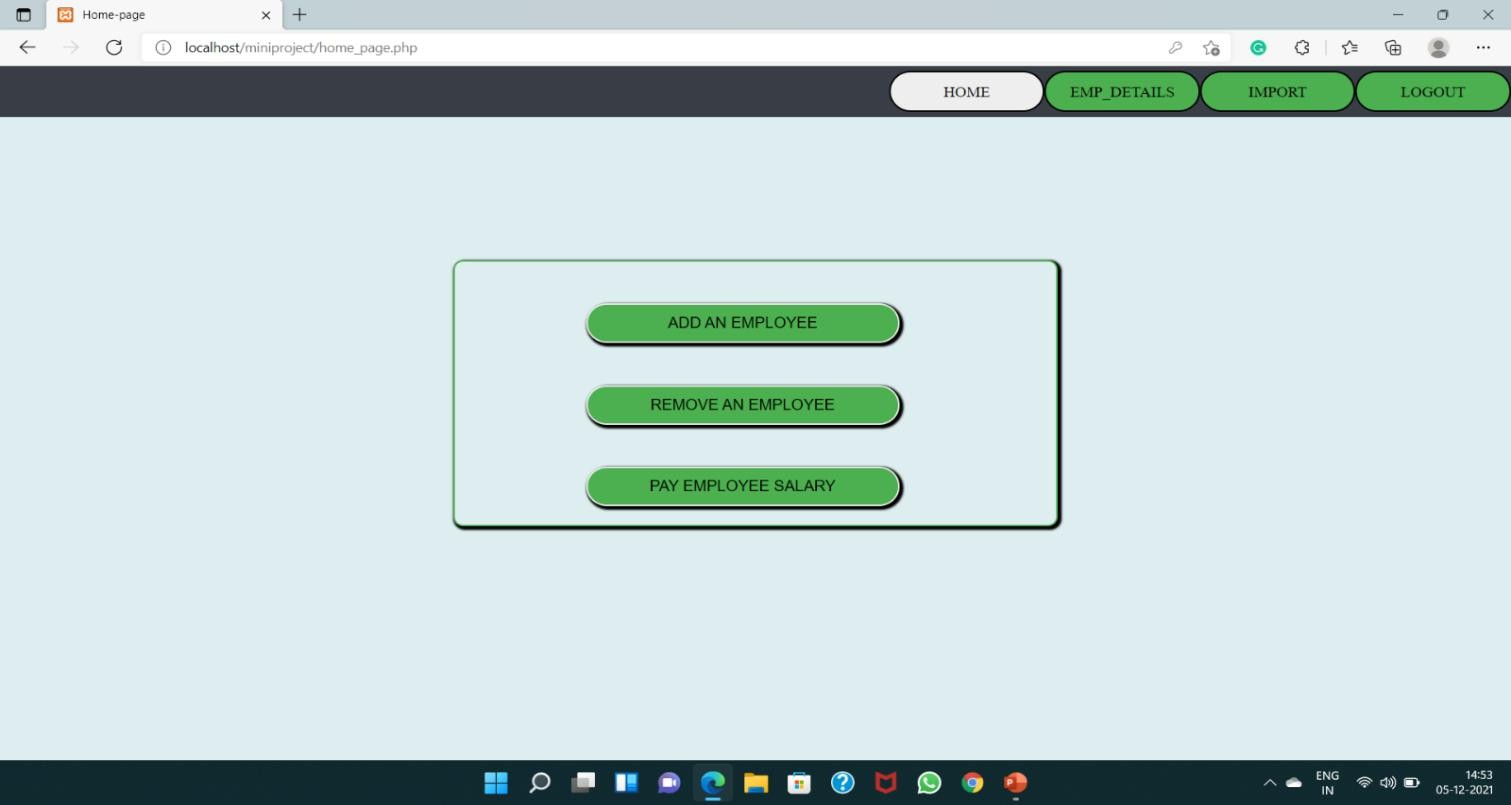 Home-page
localhost/miniproject/home_page.php
HOME EMP_DETAILS IMPORT LOGOUT
ADD AN EMPLOYEE
REMOVE AN EMPLOYEE
PAY EMPLOYEE SALARY
ENG
IN
14:53
05-12-2021